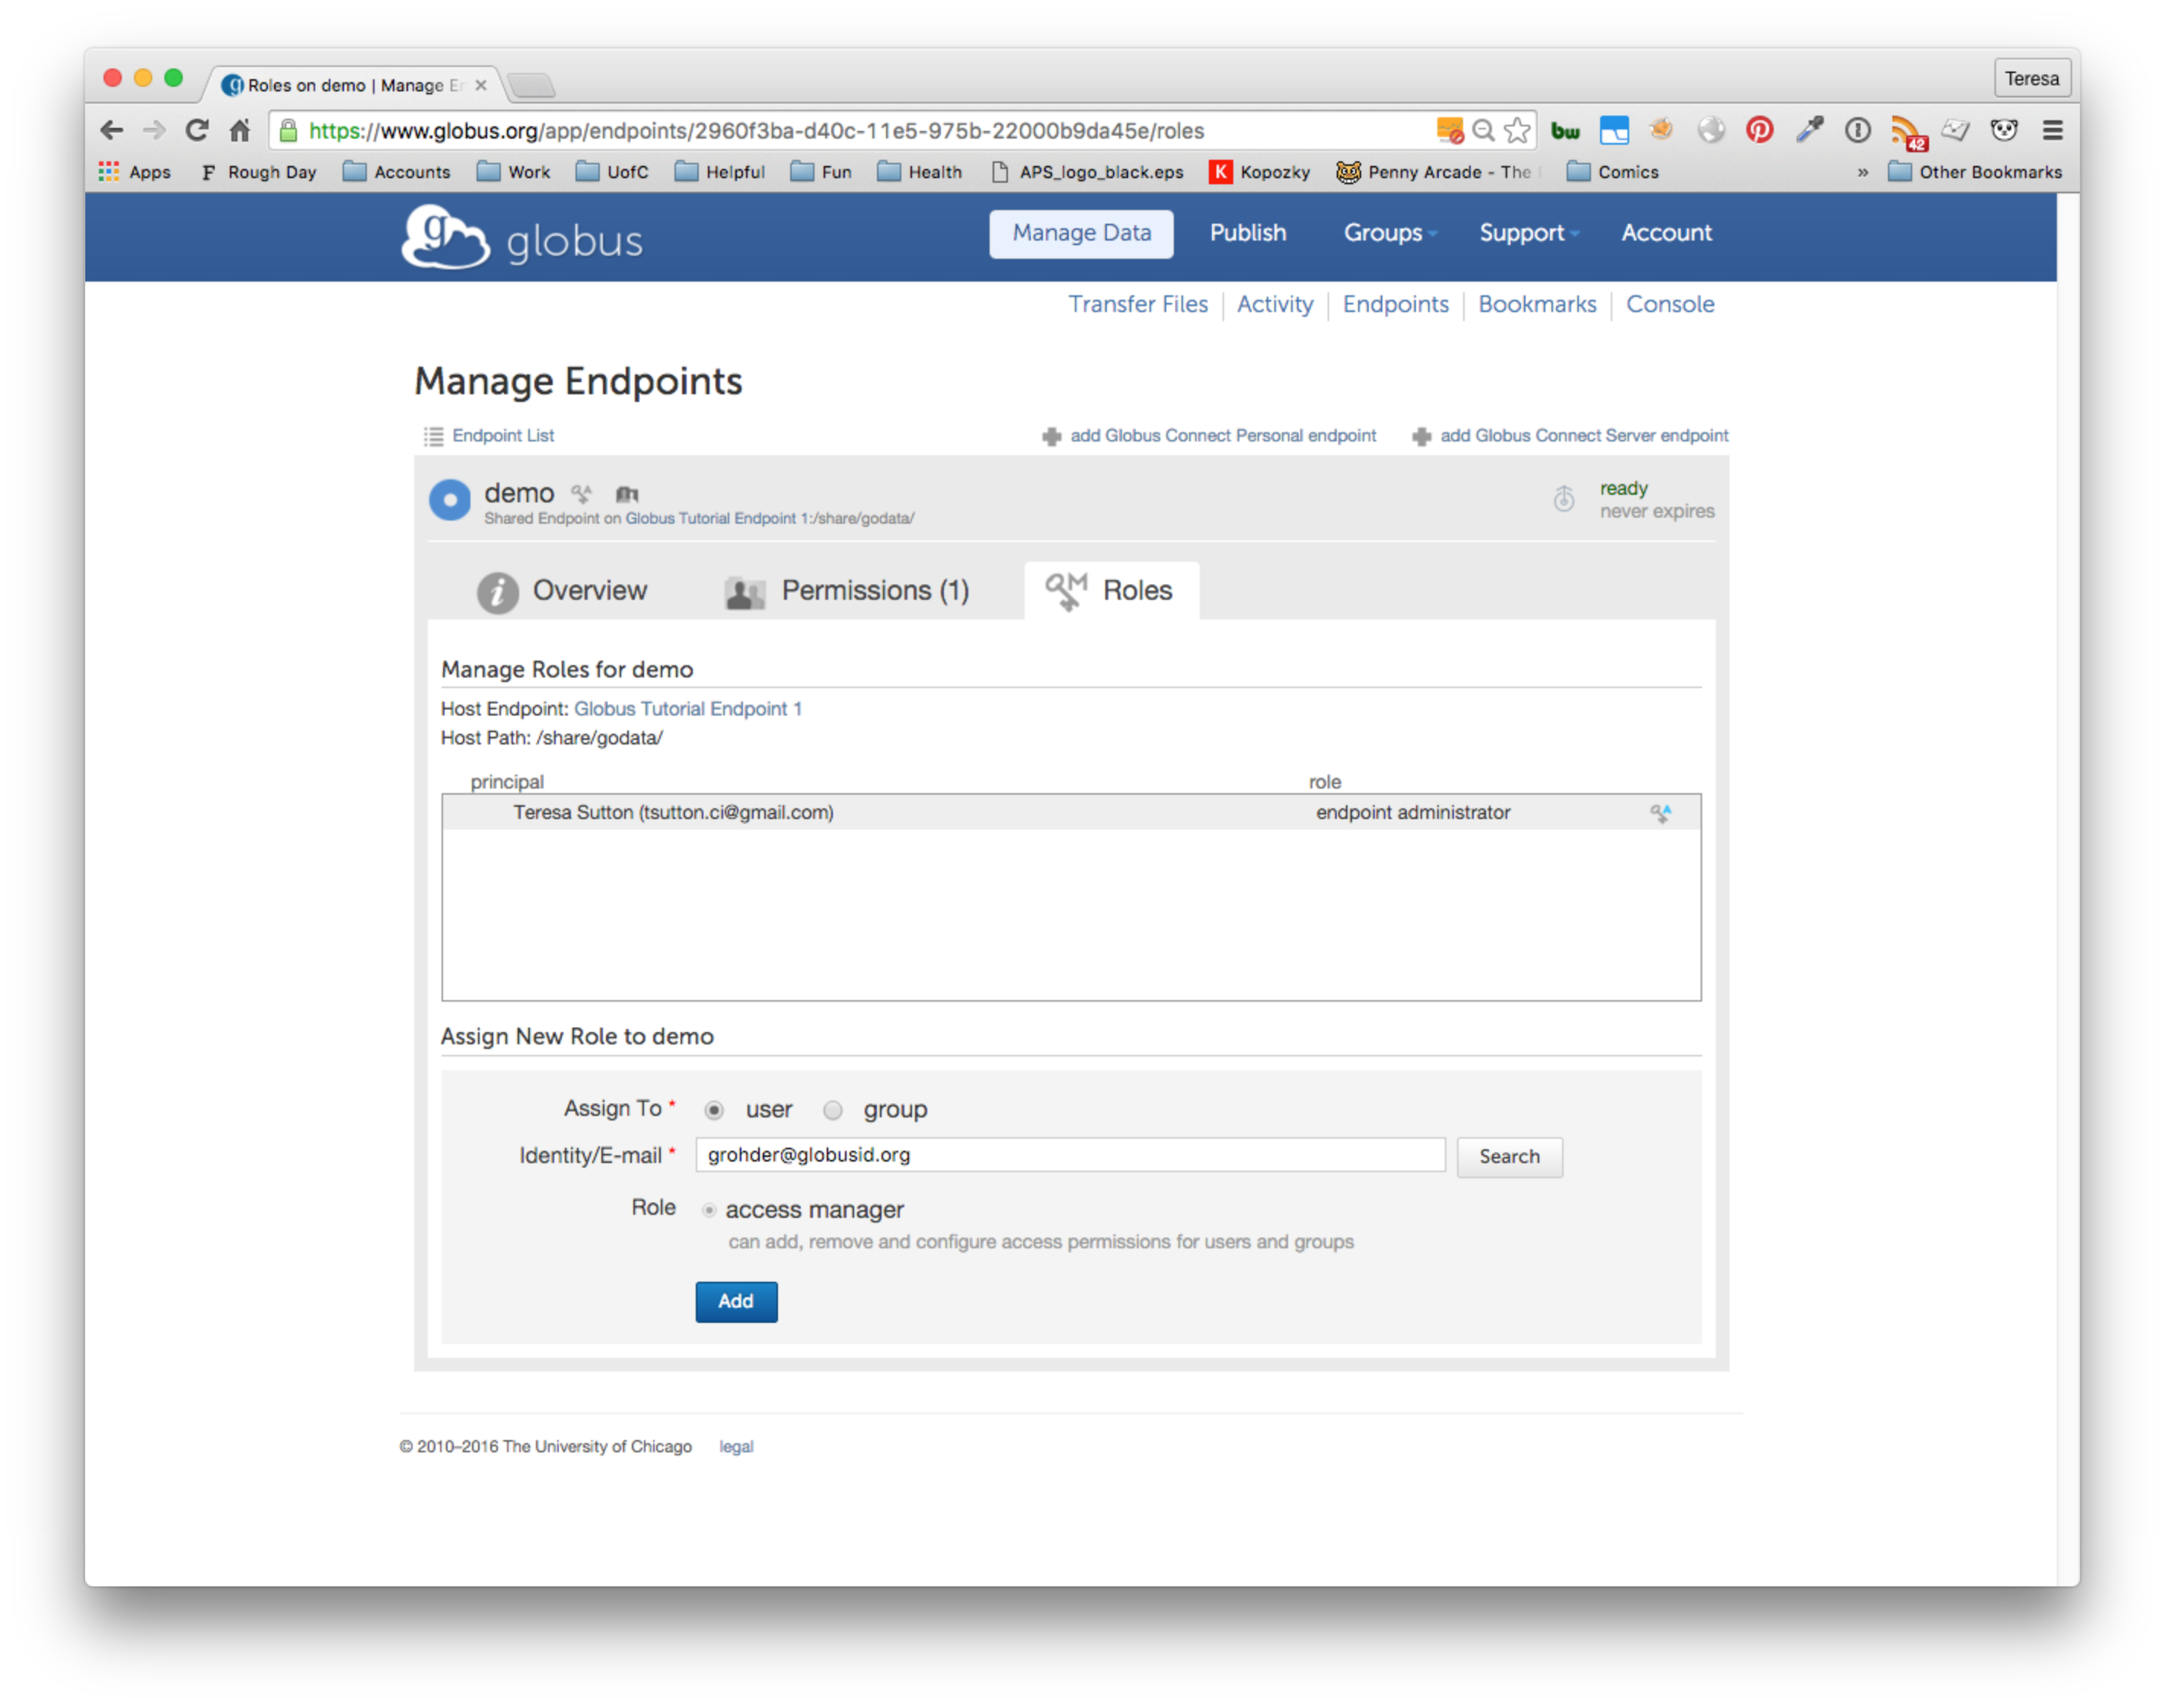 Roles on demo | Manage Er
Teresa
https://www.globus.org/app/endpoints/2960f3ba-d40c-11e5-975b-22000b9da45e/roles
bw
42
Apps F Rough Day Accounts Work UofC Helpful Fun Health APS_logo_black.eps K Kopozky Penny Arcade - The Comics » Other Bookmarks
g globus
Manage Data Publish Groups Support Account
Transfer Files Activity Endpoints Bookmarks Console
Manage Endpoints
Endpoint List add Globus Connect Personal endpoint add Globus Connect Server endpoint
demo
Shared Endpoint on Globus Tutorial Endpoint 1:/share/godata/
ready
never expires
Overview Permissions (1) Roles
Manage Roles for demo
Host Endpoint: Globus Tutorial Endpoint 1
Host Path: /share/godata/
principal role
Teresa Sutton (tsutton.ci@gmail.com) endpoint administrator
Assign New Role to demo
Assign To * user group
Identity/E-mail * grohder@globusid.org Search
Role access manager
can add, remove and configure access permissions for users and groups
Add
© 2010–2016 The University of Chicago legal